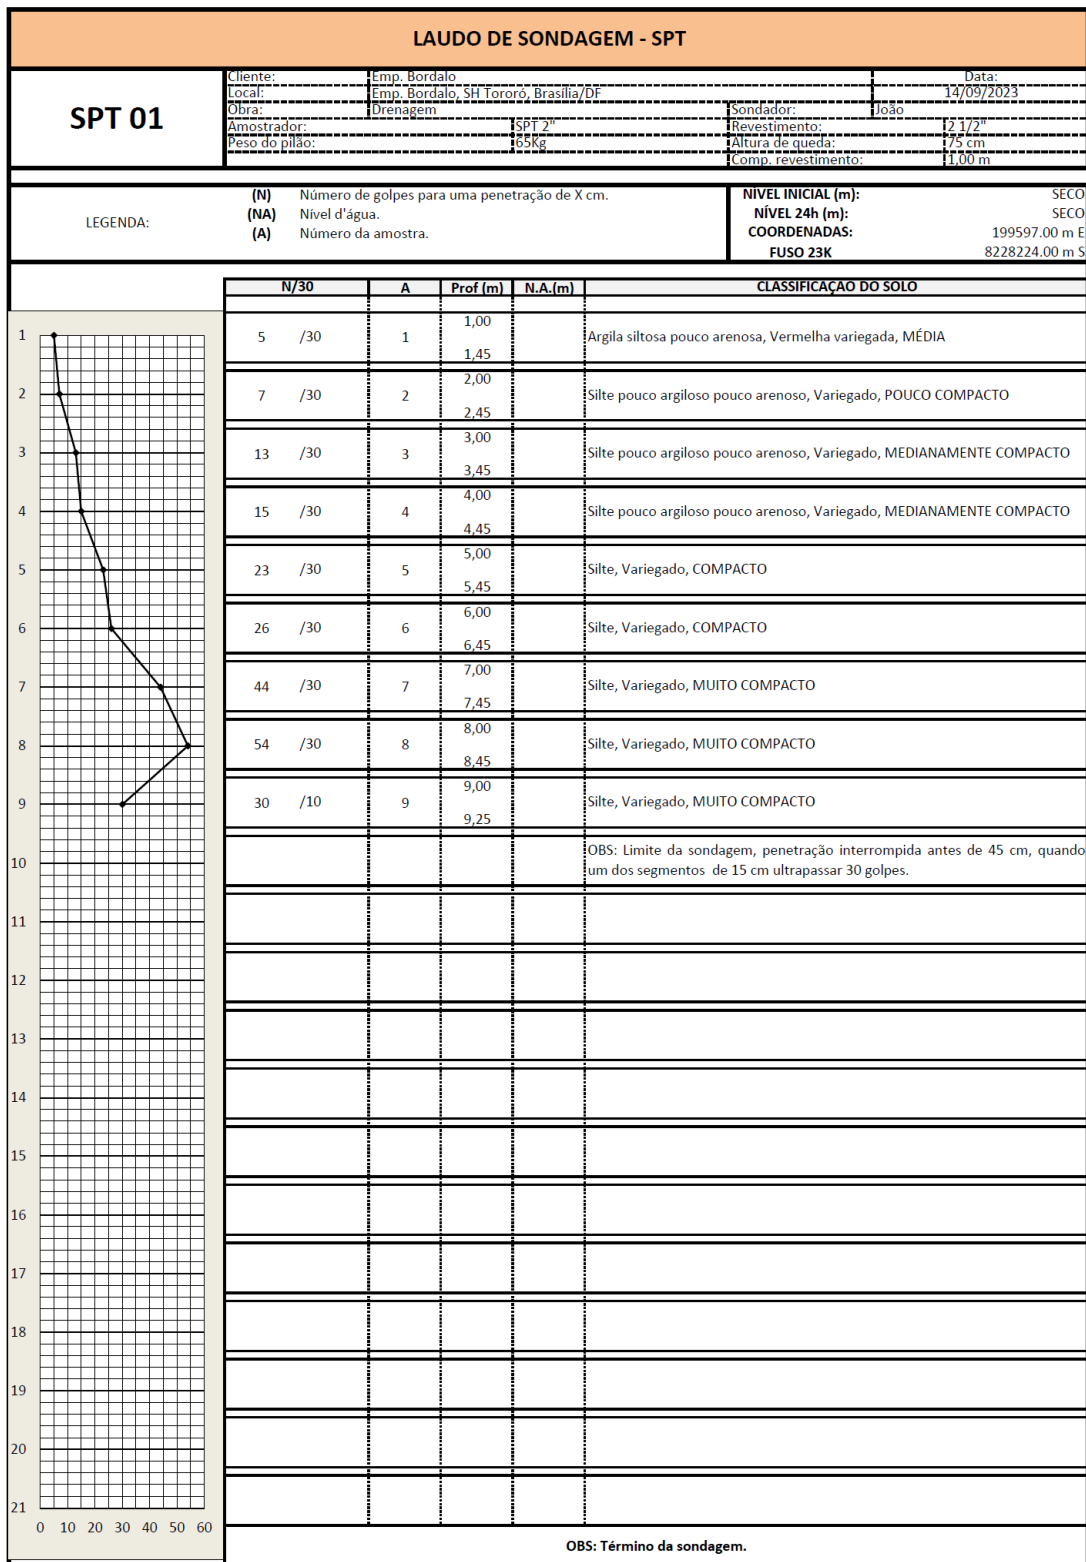 LAUDO DE SONDAGEM - SPT
SPT 01
Cliente: Emp. Bordalo Data:
Local: Emp. Bordalo, SH Tororó, Brasília/DF 14/09/2023
Obra: Drenagem Sondador: João
Amostrador: SPT 2" Revestimento: 2 1/2"
Peso do pilão: 65Kg Altura de queda: 75 cm
Comp. revestimento: 1,00 m
LEGENDA:
(N) Número de golpes para uma penetração de X cm.
(NA) Nível d'água.
(A) Número da amostra.
NÍVEL INICIAL (m): SECO
NÍVEL 24h (m): SECO
COORDENADAS: 199597.00 m E
FUSO 23K 8228224.00 m S
N/30 A Prof (m) N.A.(m) CLASSIFICAÇÃO DO SOLO
1,00
1 5 /30 1 Argila siltosa pouco arenosa, Vermelha variegada, MÉDIA
1,45
2,00
2 7 /30 2 Silte pouco argiloso pouco arenoso, Variegado, POUCO COMPACTO
2,45
3,00
3 13 /30 3 Silte pouco argiloso pouco arenoso, Variegado, MEDIANAMENTE COMPACTO
3,45
4,00
4 15 /30 4 Silte pouco argiloso pouco arenoso, Variegado, MEDIANAMENTE COMPACTO
4,45
5,00
5 23 /30 5 Silte, Variegado, COMPACTO
5,45
6,00
6 26 /30 6 Silte, Variegado, COMPACTO
6,45
7,00
7 44 /30 7 Silte, Variegado, MUITO COMPACTO
7,45
8,00
8 54 /30 8 Silte, Variegado, MUITO COMPACTO
8,45
9,00
9 30 /10 9 Silte, Variegado, MUITO COMPACTO
9,25
OBS: Limite da sondagem, penetração interrompida antes de 45 cm, quando
10 um dos segmentos de 15 cm ultrapassar 30 golpes.
11
12
13
14
15
16
17
18
19
20
21
0 10 20 30 40 50 60
OBS: Término da sondagem.